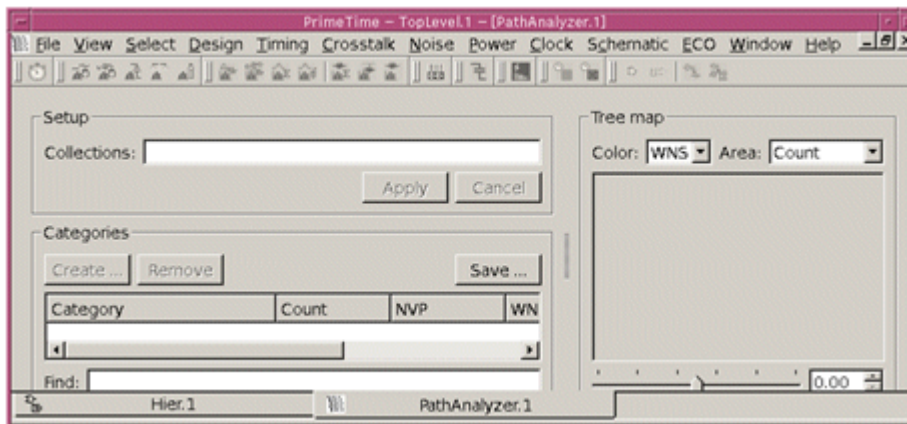 PrimeTime - TopLevel.1 - [PathAnalyzer.1]
File View Select Design Timing Crosstalk Noise Power Clock Schematic ECO Window Help
Setup
Collections:
Apply Cancel
Categories
Create ... Remove Save ...
Category Count NVP WN
Find:
Tree map
Color: WNS Area: Count
0.00
Hier.1 PathAnalyzer.1